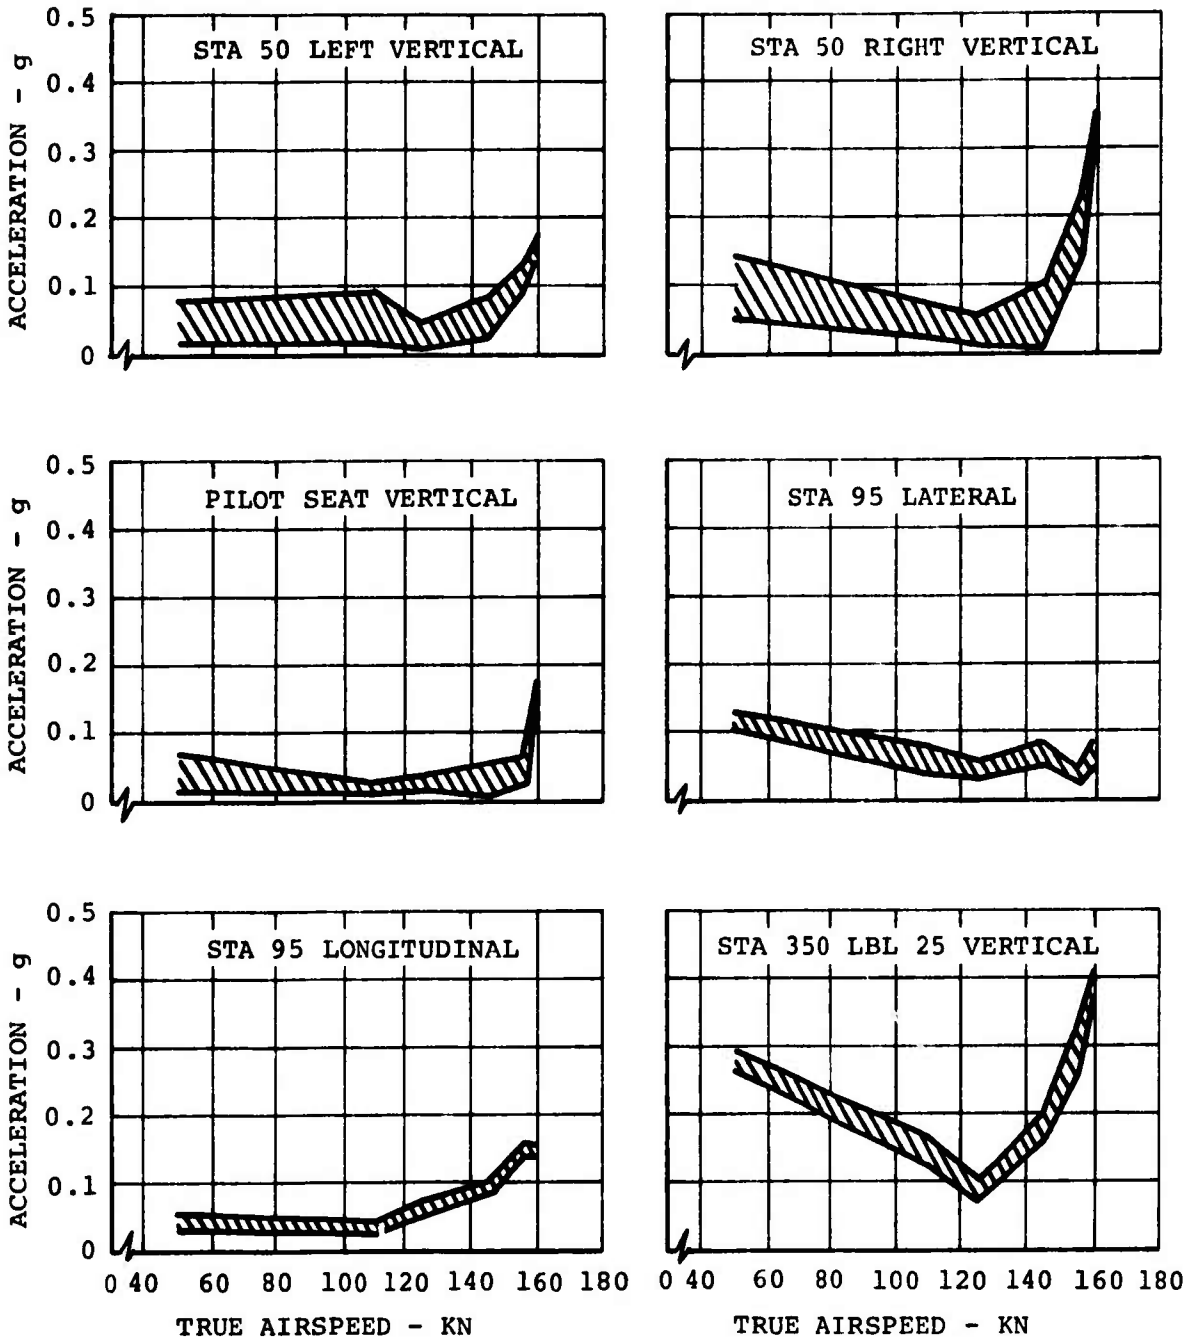 STA 50 LEFT VERTICAL
0.5
0.4
0.3
0.2
0.1
0
ACCELERATION - g
STA 50 RIGHT VERTICAL
PILOT SEAT VERTICAL
0.5
0.4
0.3
0.2
0.1
0
ACCELERATION - g
STA 95 LATERAL
STA 95 LONGITUDINAL
0.5
0.4
0.3
0.2
0.1
0
ACCELERATION - g
0 40 60 80 100 120 140 160 180
TRUE AIRSPEED - KN
STA 350 LBL 25 VERTICAL
0 40 60 80 100 120 140 160 180
TRUE AIRSPEED - KN